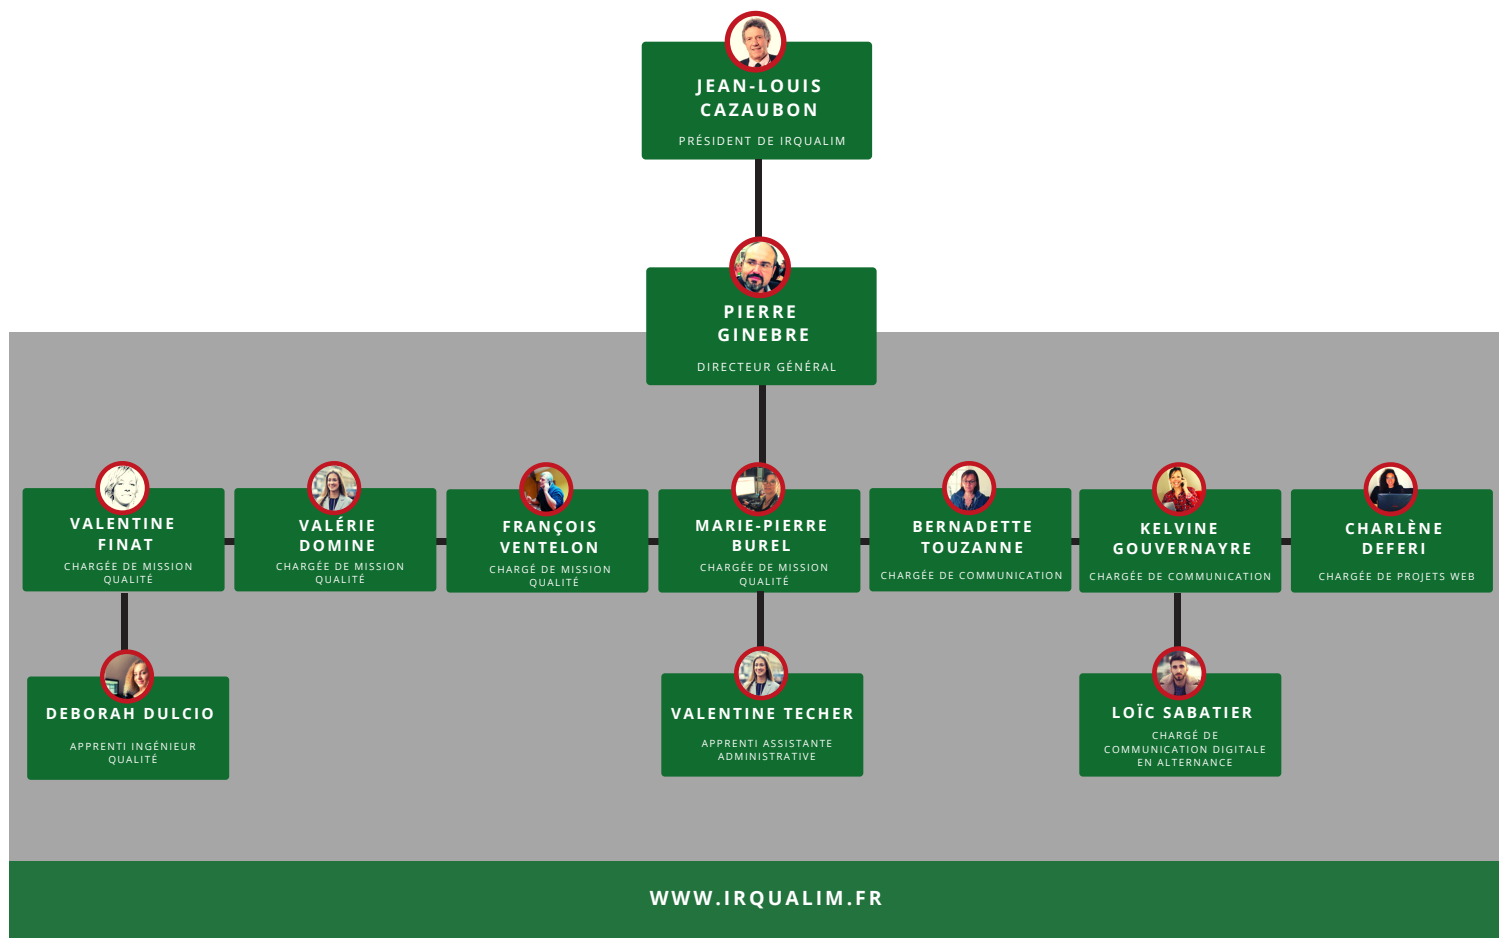 JEAN-LOUIS
CAZAUBON
PRÉSIDENT DE IRQUALIM
PIERRE
GINEBRE
DIRECTEUR GÉNÉRAL
VALENTINE
FINAT
CHARGÉE DE MISSION
QUALITÉ
VALÉRIE
DOMINE
CHARGÉE DE MISSION
QUALITÉ
FRANÇOIS
VENTELON
CHARGÉ DE MISSION
QUALITÉ
MARIE-PIERRE
BUREL
CHARGÉE DE MISSION
QUALITÉ
BERNADETTE
TOUZANNE
CHARGÉE DE COMMUNICATION
KELVINE
GOUVERNAYRE
CHARGÉE DE COMMUNICATION
CHARLÈNE
DEFERI
CHARGÉE DE PROJETS WEB
DEBORAH DULCIO
APPRENTI INGÉNIEUR
QUALITÉ
VALENTINE TECHER
APPRENTI ASSISTANTE
ADMINISTRATIVE
LOÏC SABATIER
CHARGÉ DE
COMMUNICATION DIGITALE
EN ALTERNANCE
WWW.IRQUALIM.FR